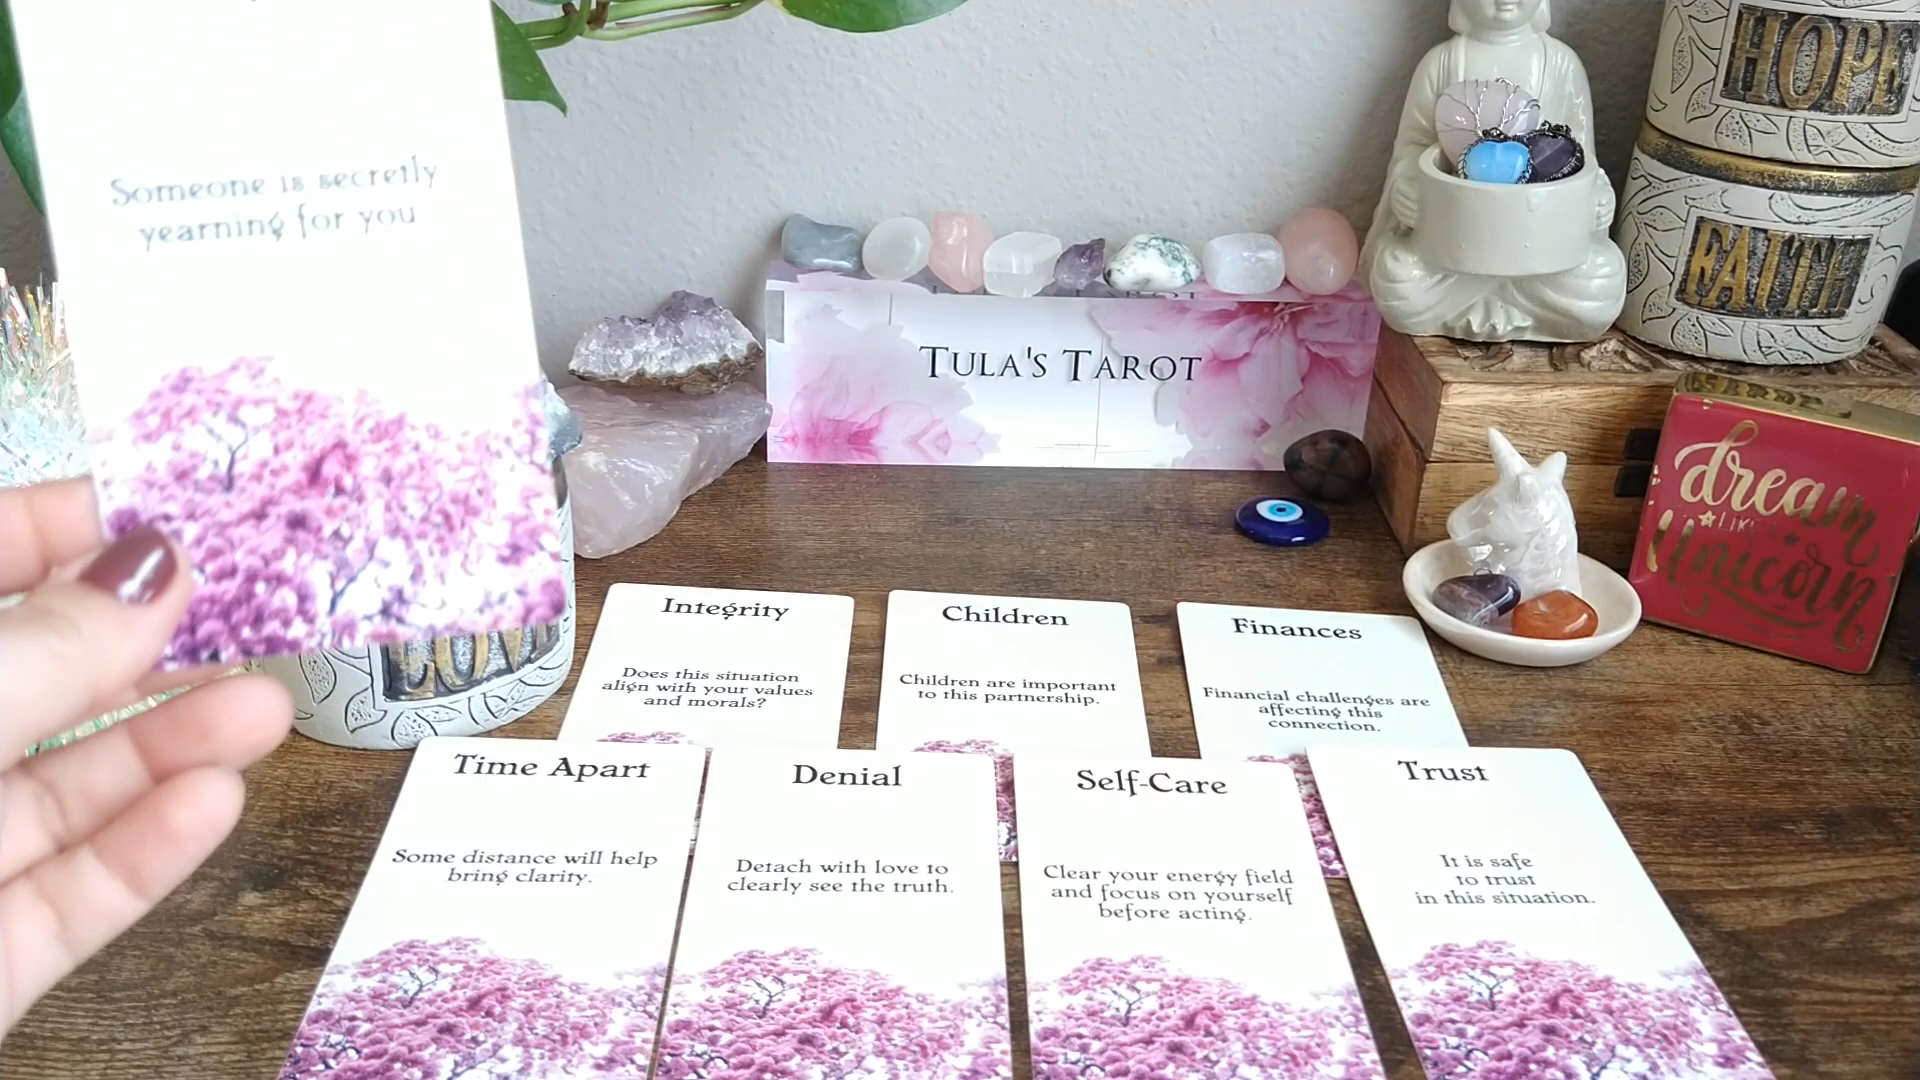 Someone is secretly
yearning for you
HOPE
FAITH
TULA'S TAROT
dream
LIKE A
Unicorn
LOVE
Integrity
Does this situation
align with your values
and morals?
Children
Children are important
to this partnership.
Finances
Financial challenges are
affecting this
connection.
Time Apart
Some distance will help
bring clarity.
Denial
Detach with love to
clearly see the truth.
Self-Care
Clear your energy field
and focus on yourself
before acting.
Trust
It is safe
to trust
in this situation.